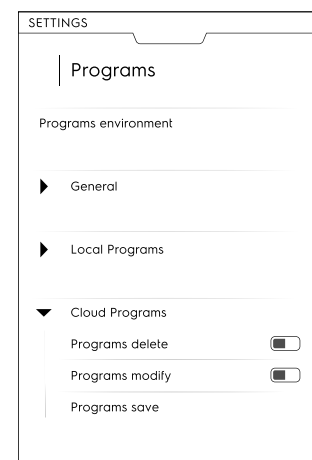 SETTINGS
Programs
Programs environment
General
Local Programs
Cloud Programs
Programs delete
Programs modify
Programs save